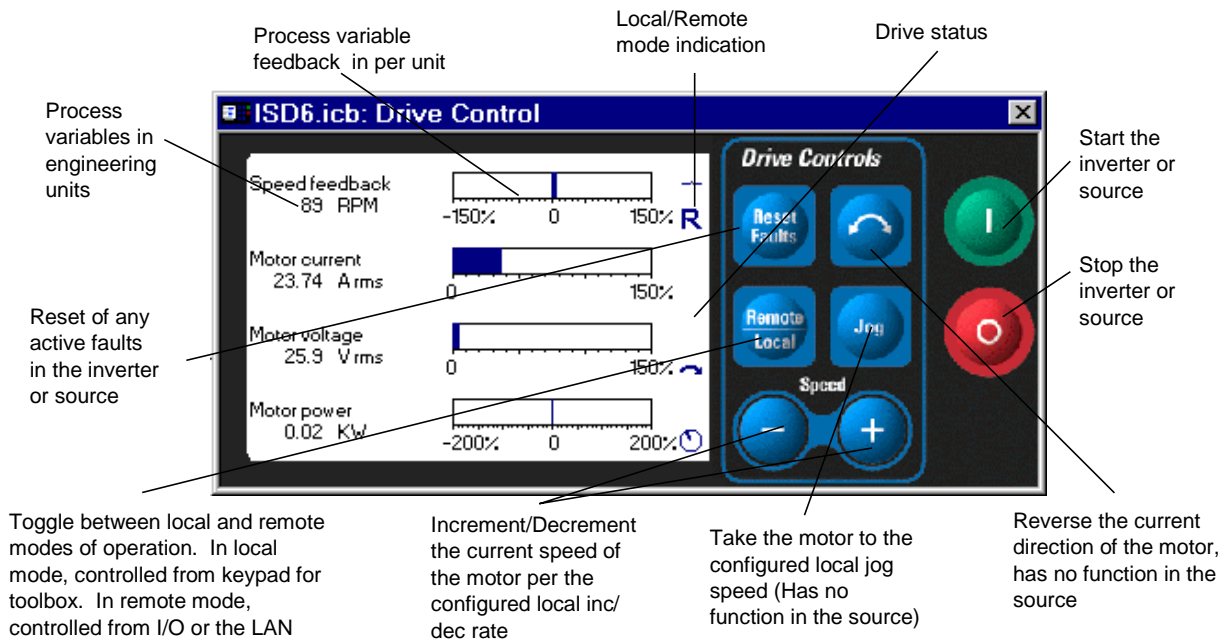 Process variable
feedback in per unit
Local/Remote
mode indication
Drive status
Process
variables in
engineering
units
ISD6.icb: Drive Control
Start the
inverter or
source
Speed feedback
89 RPM
-150% 0 150% R
Motor current
23.74 A rms
0 150%
Motor voltage
25.9 V rms
0 150%
Motor power
0.02 KW
-200% 0 200%
Drive Controls
Reset
Faults
Remote
Local
Jog
Speed
- +
I
O
Stop the
inverter or
source
Reset of any
active faults
in the inverter
or source
Toggle between local and remote
modes of operation. In local
mode, controlled from keypad for
toolbox. In remote mode,
controlled from I/O or the LAN
Increment/Decrement
the current speed of
the motor per the
configured local inc/
dec rate
Take the motor to the
configured local jog
speed (Has no
function in the source)
Reverse the current
direction of the motor,
has no function in the
source